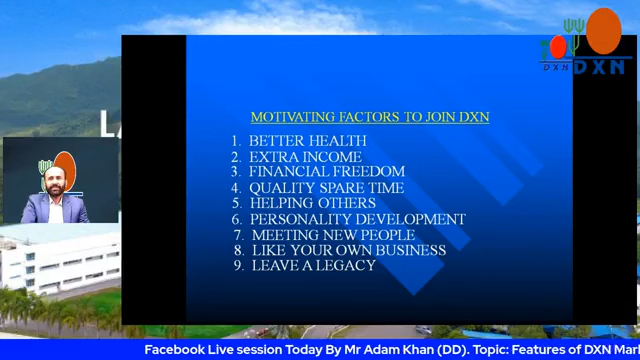 DXN
DXN
LA
MOTIVATING FACTORS TO JOIN DXN
1. BETTER HEALTH
2. EXTRA INCOME
3. FINANCIAL FREEDOM
4. QUALITY SPARE TIME
5. HELPING OTHERS
6. PERSONALITY DEVELOPMENT
7. MEETING NEW PEOPLE
8. LIKE YOUR OWN BUSINESS
9. LEAVE A LEGACY
Facebook Live session Today By Mr Adam Khan (DD). Topic: Features of DXN Mark